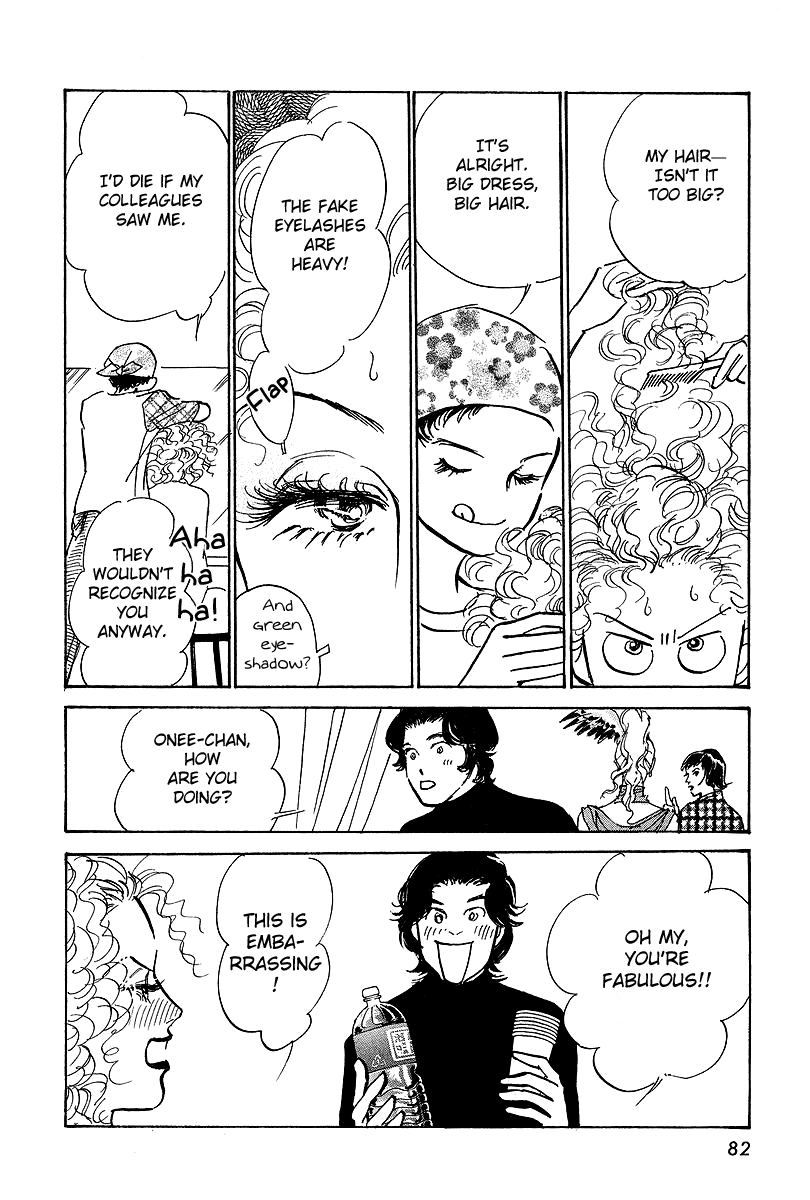 MY HAIR—
ISN'T IT
TOO BIG?
IT'S
ALRIGHT.
BIG DRESS,
BIG HAIR.
THE FAKE
EYELASHES
ARE
HEAVY!
Flap
And
Green
eye-
shadow?
I'D DIE IF MY
COLLEAGUES
SAW ME.
Aha
ha
ha!
THEY
WOULDN'T
RECOGNIZE
YOU
ANYWAY.
ONEE-CHAN,
HOW
ARE YOU
DOING?
OH MY,
YOU'RE
FABULOUS!!
THIS IS
EMBA-
RRASSING
!
82